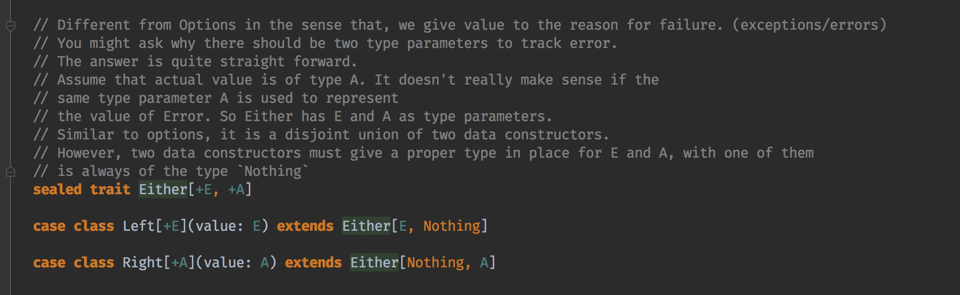 // Different from Options in the sense that, we give value to the reason for failure. (exceptions/errors)
// You might ask why there should be two type parameters to track error.
// The answer is quite straight forward.
// Assume that actual value is of type A. It doesn't really make sense if the
// same type parameter A is used to represent
// the value of Error. So Either has E and A as type parameters.
// Similar to options, it is a disjoint union of two data constructors.
// However, two data constructors must give a proper type in place for E and A, with one of them
// is always of the type `Nothing`
sealed trait Either[+E, +A]
case class Left[+E](value: E) extends Either[E, Nothing]
case class Right[+A](value: A) extends Either[Nothing, A]